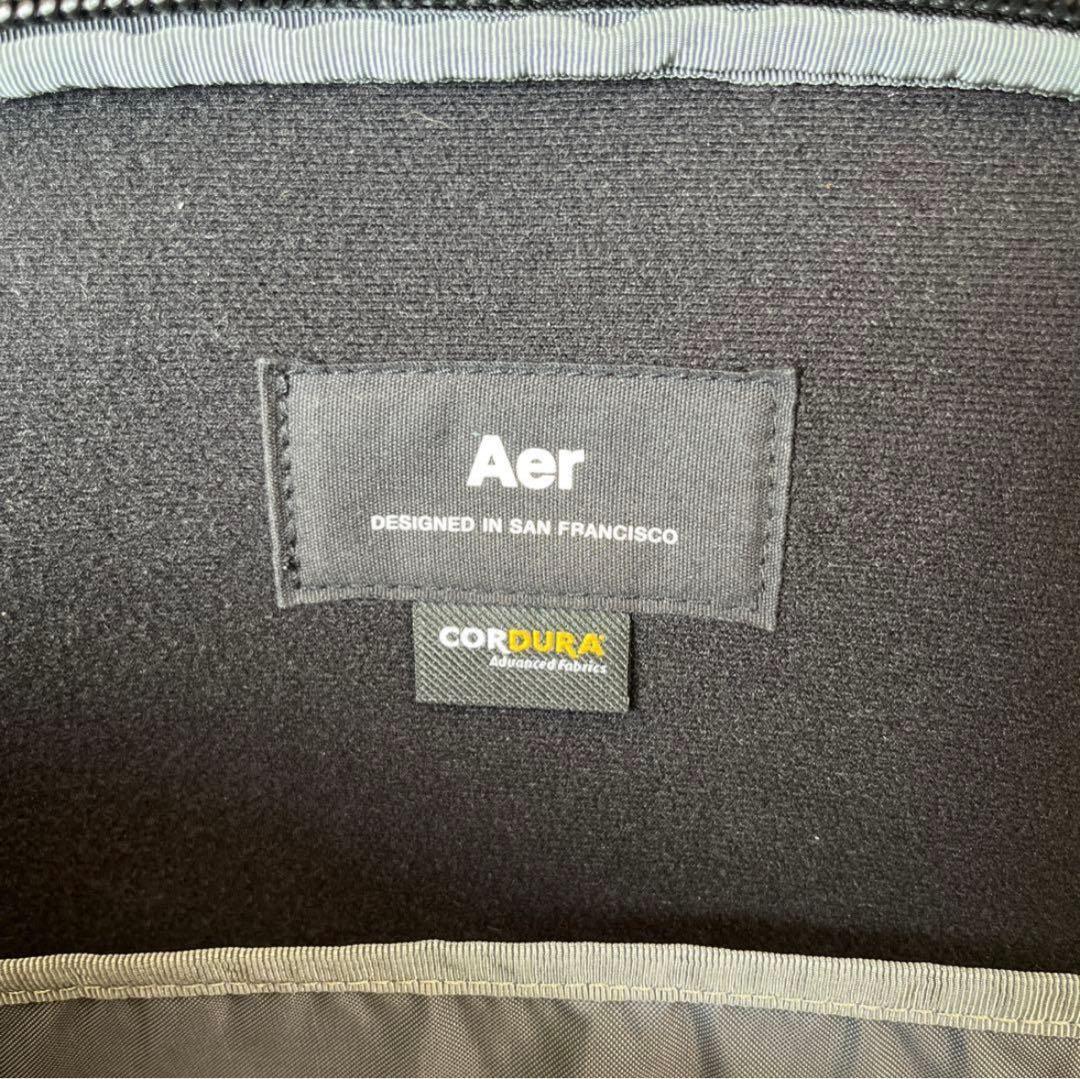 Aer
DESIGNED IN SAN FRANCISCO
CORDURA®
Advanced Fabrics